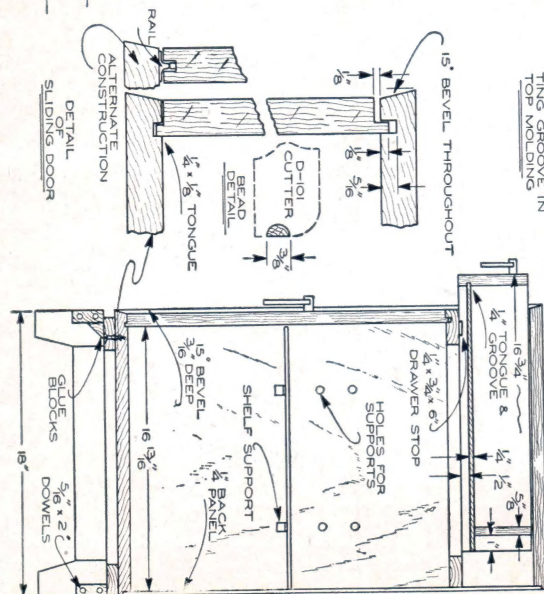 TING GROOVE IN
TOP MOLDING
15° BEVEL THROUGHOUT
1/8"
1/8"
5/16"
RAIL
ALTERNATE
CONSTRUCTION
1/4" x 1/8" TONGUE
D-101
CUTTER
3/8"
BEAD
DETAIL
DETAIL
OF
SLIDING DOOR
16 3/4"
1/4" TONGUE &
GROOVE
5/8"
1/4"
1/2
1"
DRAWER STOP
1/4" x 3/4" x 6"
HOLES FOR
SUPPORTS
SHELF SUPPORT
15° BEVEL
3/16" DEEP
16 13/16"
1/4" BACK
PANEL
GLUE
BLOCKS
5/16" x 2"
DOWELS
18"